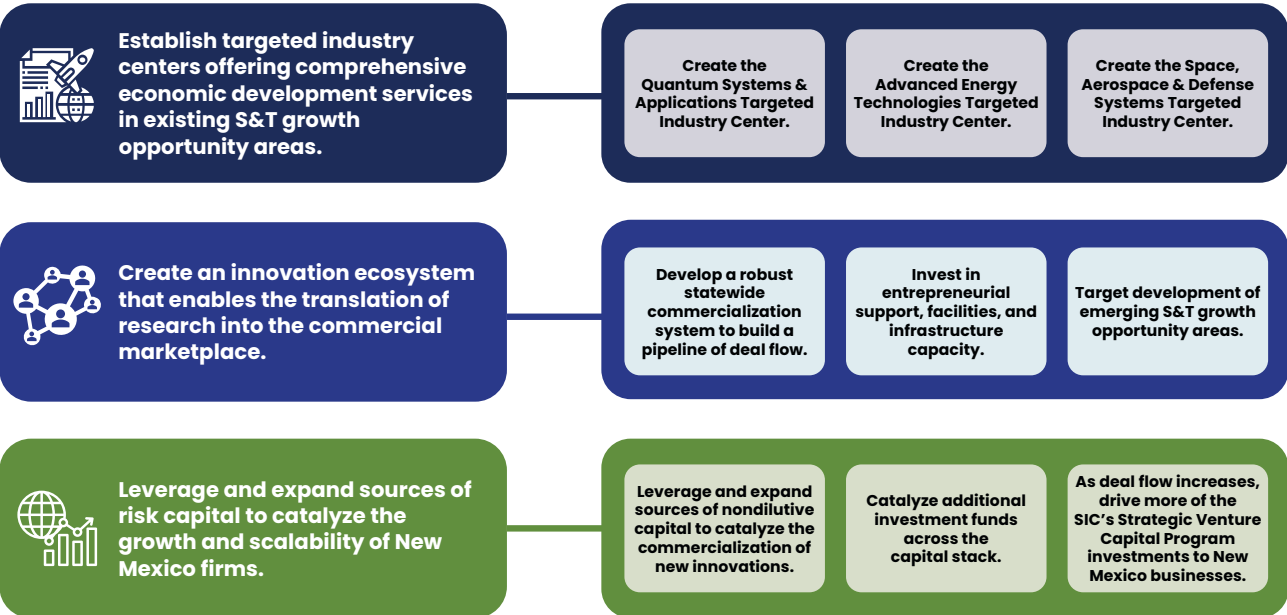 Establish targeted industry
centers offering comprehensive
economic development services
in existing S&T growth
opportunity areas.
Create the
Quantum Systems &
Applications Targeted
Industry Center.
Create the
Advanced Energy
Technologies Targeted
Industry Center.
Create the Space,
Aerospace & Defense
Systems Targeted
Industry Center.
Create an innovation ecosystem
that enables the translation of
research into the commercial
marketplace.
Develop a robust
statewide
commercialization
system to build a
pipeline of deal flow.
Invest in
entrepreneurial
support, facilities, and
infrastructure
capacity.
Target development of
emerging S&T growth
opportunity areas.
Leverage and expand sources of
risk capital to catalyze the
growth and scalability of New
Mexico firms.
Leverage and expand
sources of nondilutive
capital to catalyze the
commercialization of
new innovations.
Catalyze additional
investment funds
across the
capital stack.
As deal flow increases,
drive more of the
SIC's Strategic Venture
Capital Program
investments to New
Mexico businesses.